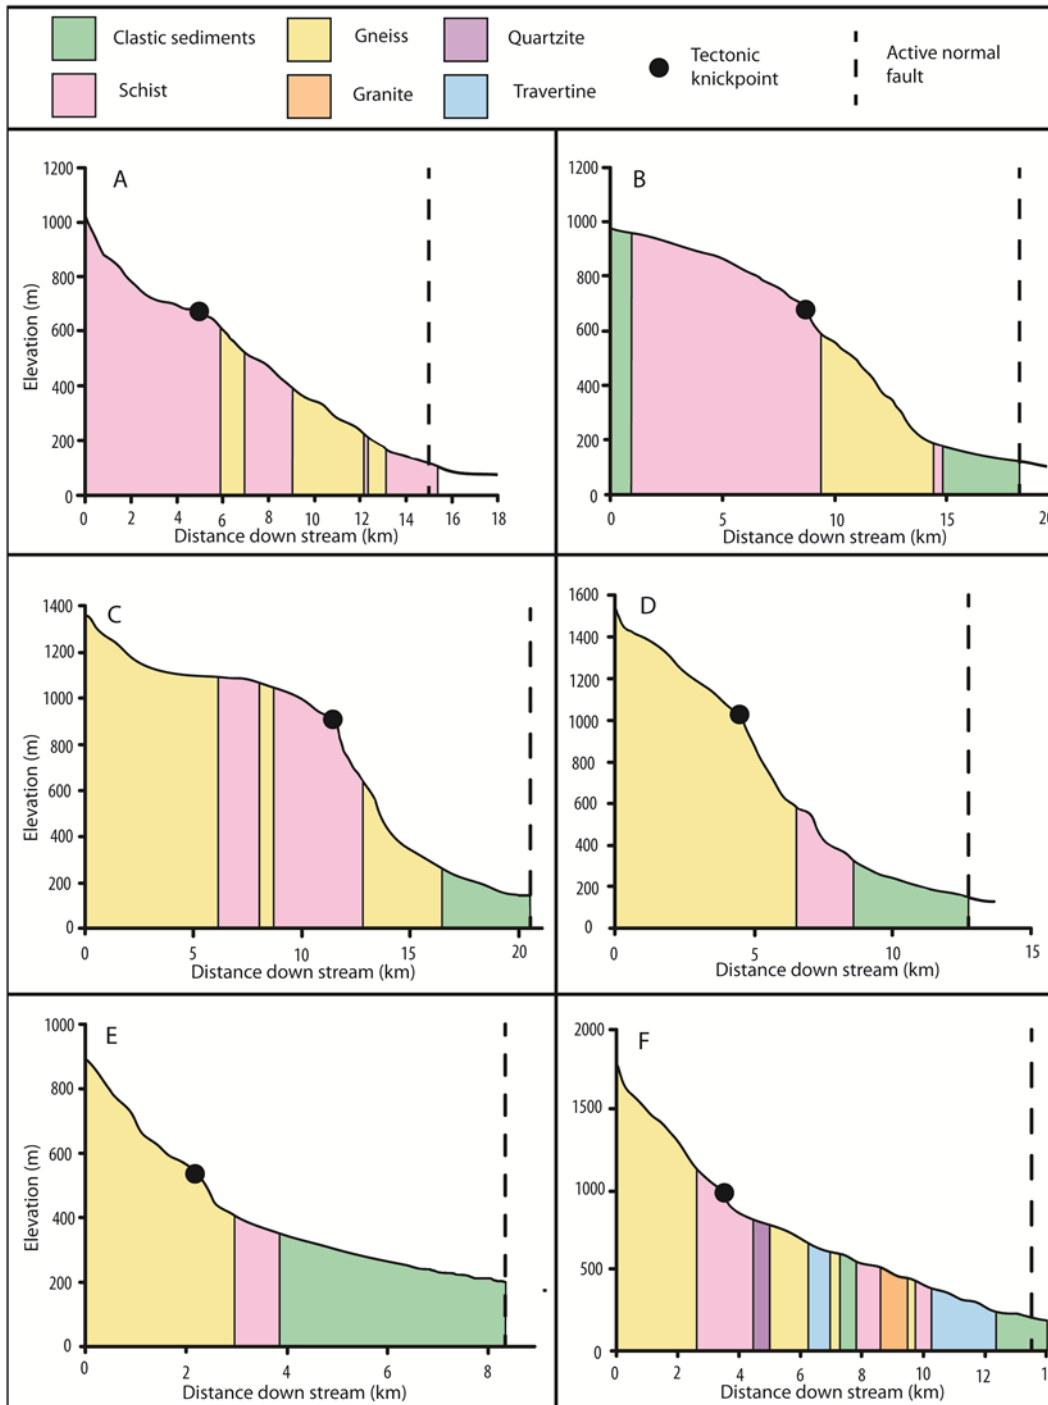 Clastic sediments
Gneiss
Quartzite
Tectonic
knickpoint
Active normal
fault
Schist
Granite
Travertine
A
Elevation (m)
1200
1000
800
600
400
200
0
0 2 4 6 8 10 12 14 16 18
Distance down stream (km)
B
1200
1000
800
600
400
200
0
0 5 10 15 20
Distance down stream (km)
C
Elevation (m)
1400
1200
1000
800
600
400
200
0
0 5 10 15 20
Distance down stream (km)
D
1600
1400
1200
1000
800
600
400
200
0
0 5 10 15
Distance down stream (km)
E
Elevation (m)
1000
800
600
400
200
0
0 2 4 6 8
Distance down stream (km)
F
2000
1500
1000
500
0
0 2 4 6 8 10 12
Distance down stream (km)